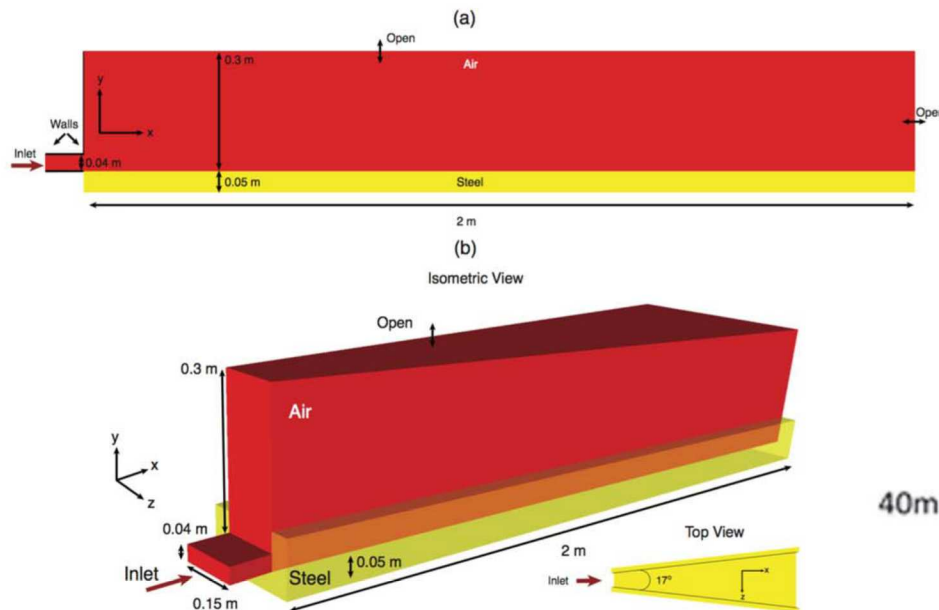 (a)
Open
0.3 m
Air
y
x
Walls
Open
Inlet
0.04 m
0.05 m
Steel
2 m
(b)
Isometric View
Open
0.3 m
Air
y
x
z
0.04 m
40m
Top View
2 m
0.05 m
Inlet
Steel
Inlet
17°
x
z
0.15 m